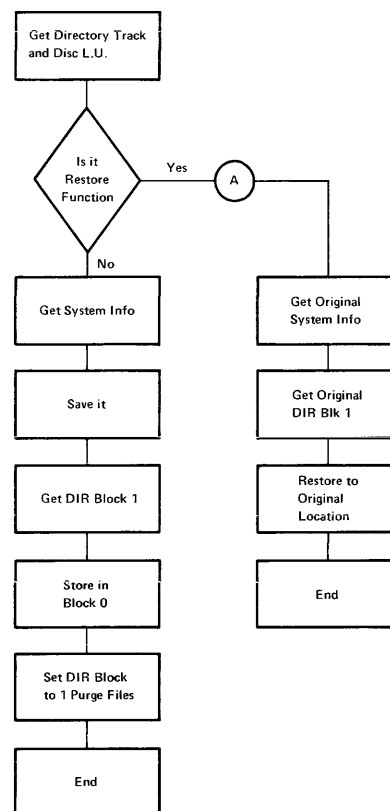 Get Directory Track
and Disc L.U.
Is it
Restore
Function
Yes
A
No
Get System Info
Save it
Get DIR Block 1
Store in
Block 0
Set DIR Block
to 1 Purge Files
End
Get Original
System Info
Get Original
DIR Blk 1
Restore to
Original
Location
End